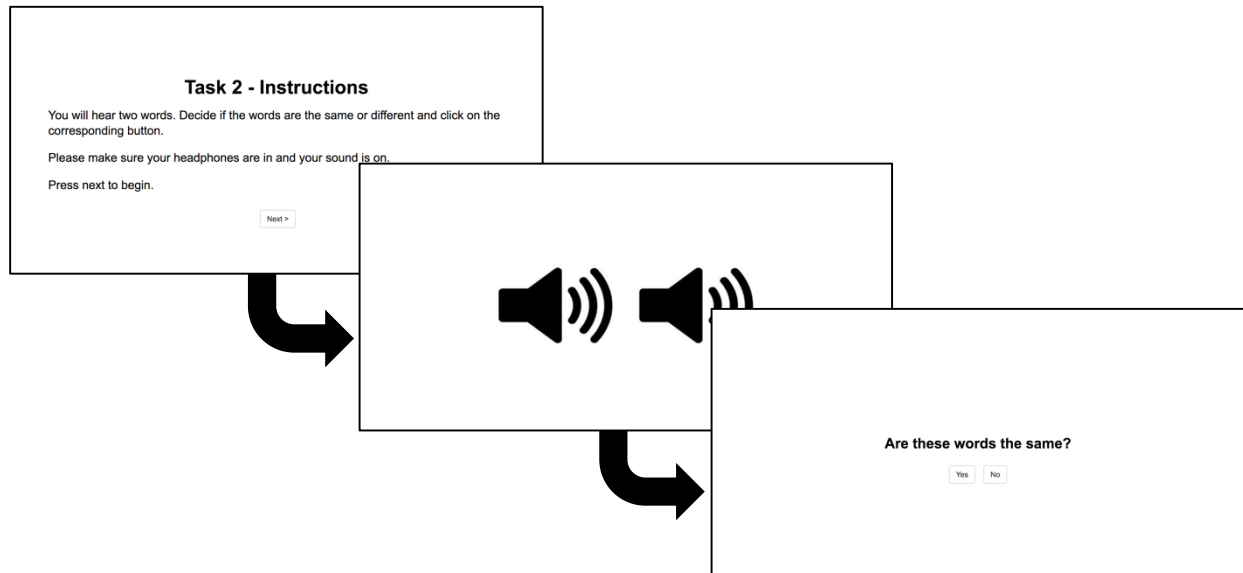 Task 2 - Instructions
You will hear two words. Decide if the words are the same or different and click on the
corresponding button.
Please make sure your headphones are in and your sound is on.
Press next to begin.
Next >
Are these words the same?
Yes No